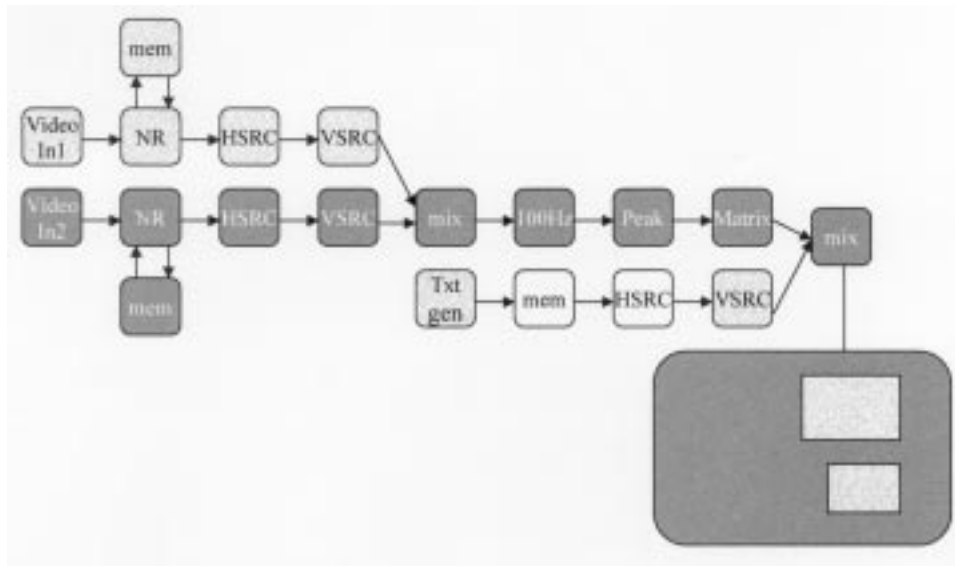 mem
Video
In1
NR
HSRC
VSRC
Video
In2
NR
HSRC
VSRC
mix
100Hz
Peak
Matrix
mix
mem
Txt
gen
mem
HSRC
VSRC